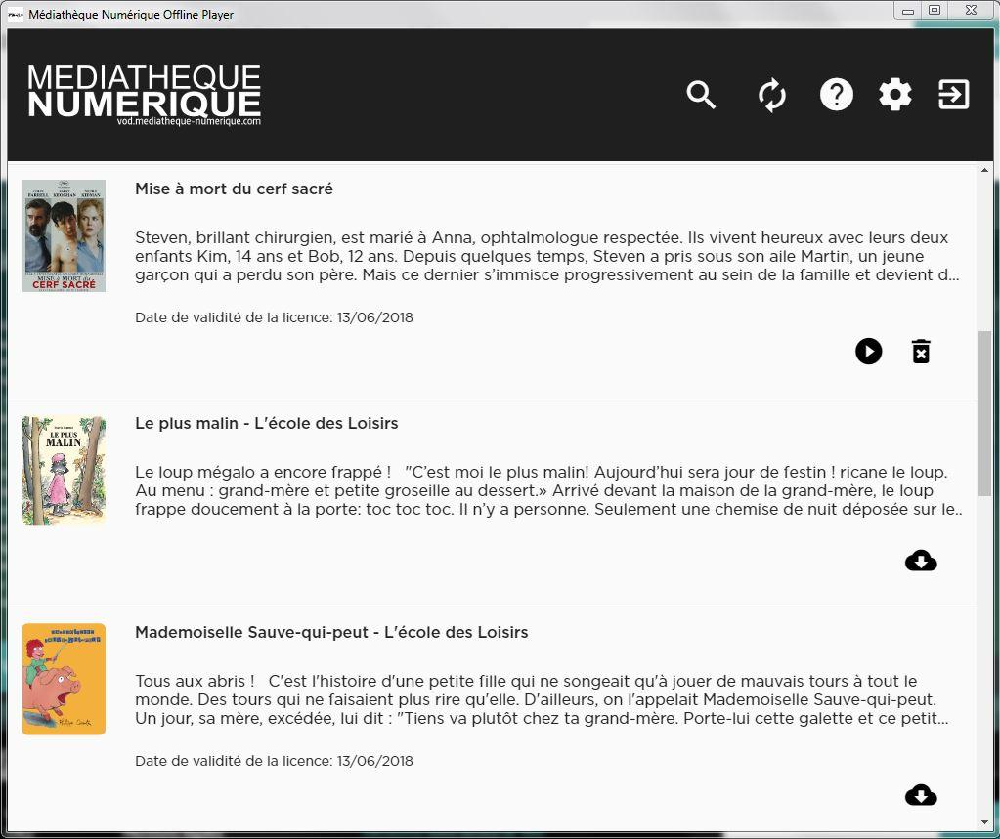 Médiathèque Numérique Offline Player
MEDIATHEQUE
NUMERIQUE
vod.mediatheque-numerique.com
COLIN FARRELL
BARRY KEOGHAN
NICOLE KIDMAN
MISE À MORT du
CERF SACRÉ
Mise à mort du cerf sacré
Steven, brillant chirurgien, est marié à Anna, ophtalmologue respectée. Ils vivent heureux avec leurs deux
enfants Kim, 14 ans et Bob, 12 ans. Depuis quelques temps, Steven a pris sous son aile Martin, un jeune
garçon qui a perdu son père. Mais ce dernier s’immisce progressivement au sein de la famille et devient d...
Date de validité de la licence: 13/06/2018
LE PLUS
MALIN
Le plus malin - L'école des Loisirs
Le loup mégalo a encore frappé !   "C’est moi le plus malin! Aujourd’hui sera jour de festin ! ricane le loup.
Au menu : grand-mère et petite groseille au dessert.» Arrivé devant la maison de la grand-mère, le loup
frappe doucement à la porte: toc toc toc. Il n’y a personne. Seulement une chemise de nuit déposée sur le..
Mademoiselle Sauve-qui-peut - L'école des Loisirs
Tous aux abris !   C'est l'histoire d'une petite fille qui ne songeait qu'à jouer de mauvais tours à tout le
monde. Des tours qui ne faisaient plus rire qu'elle. D'ailleurs, on l'appelait Mademoiselle Sauve-qui-peut.
Un jour, sa mère, excédée, lui dit : "Tiens va plutôt chez ta grand-mère. Porte-lui cette galette et ce petit...
Date de validité de la licence: 13/06/2018